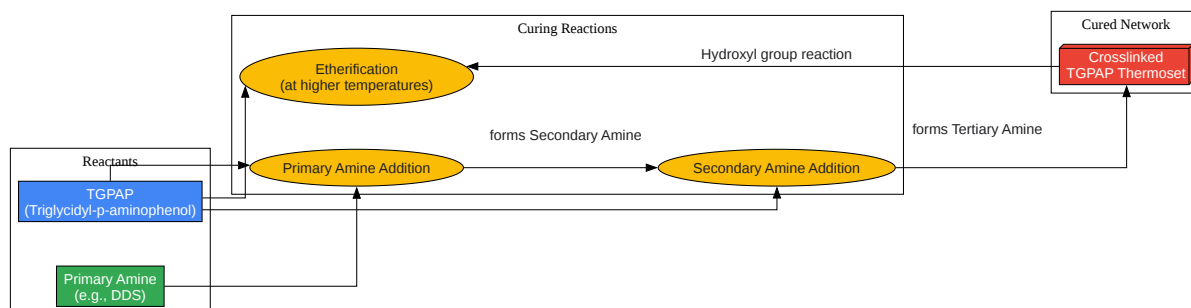 Curing Reactions
Cured Network
Etherification
(at higher temperatures)
Hydroxyl group reaction
Crosslinked
TGPAP Thermoset
forms Secondary Amine
forms Tertiary Amine
Reactants
Primary Amine Addition
Secondary Amine Addition
TGPAP
(Triglycidyl-p-aminophenol)
Primary Amine
(e.g., DDS)